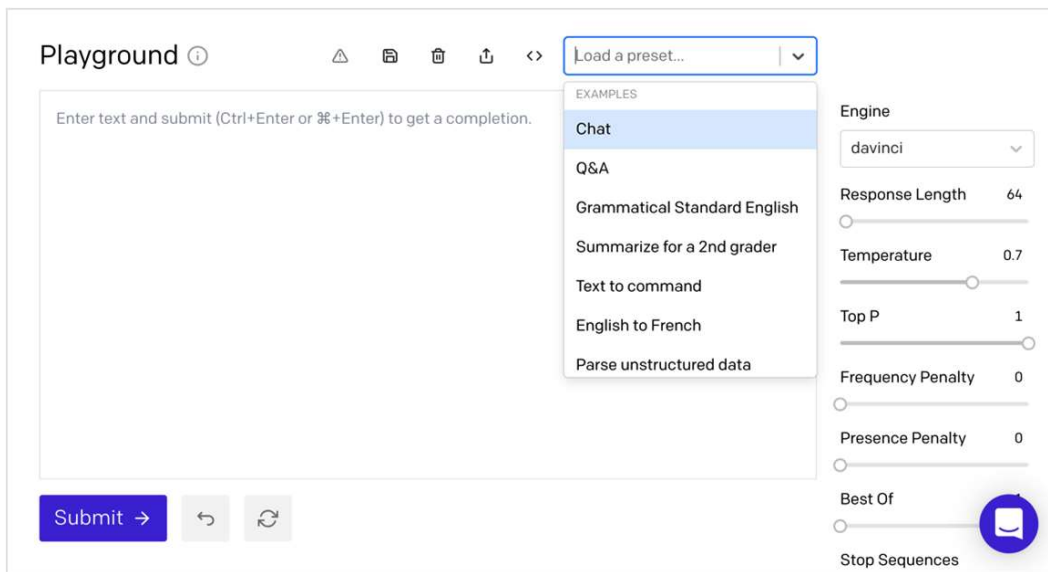 Playground
Load a preset...
Enter text and submit (Ctrl+Enter or ⌘+Enter) to get a completion.
EXAMPLES
Chat
Q&A
Grammatical Standard English
Summarize for a 2nd grader
Text to command
English to French
Parse unstructured data
Engine
davinci
Response Length 64
Temperature 0.7
Top P 1
Frequency Penalty 0
Presence Penalty 0
Best Of
Stop Sequences
Submit →